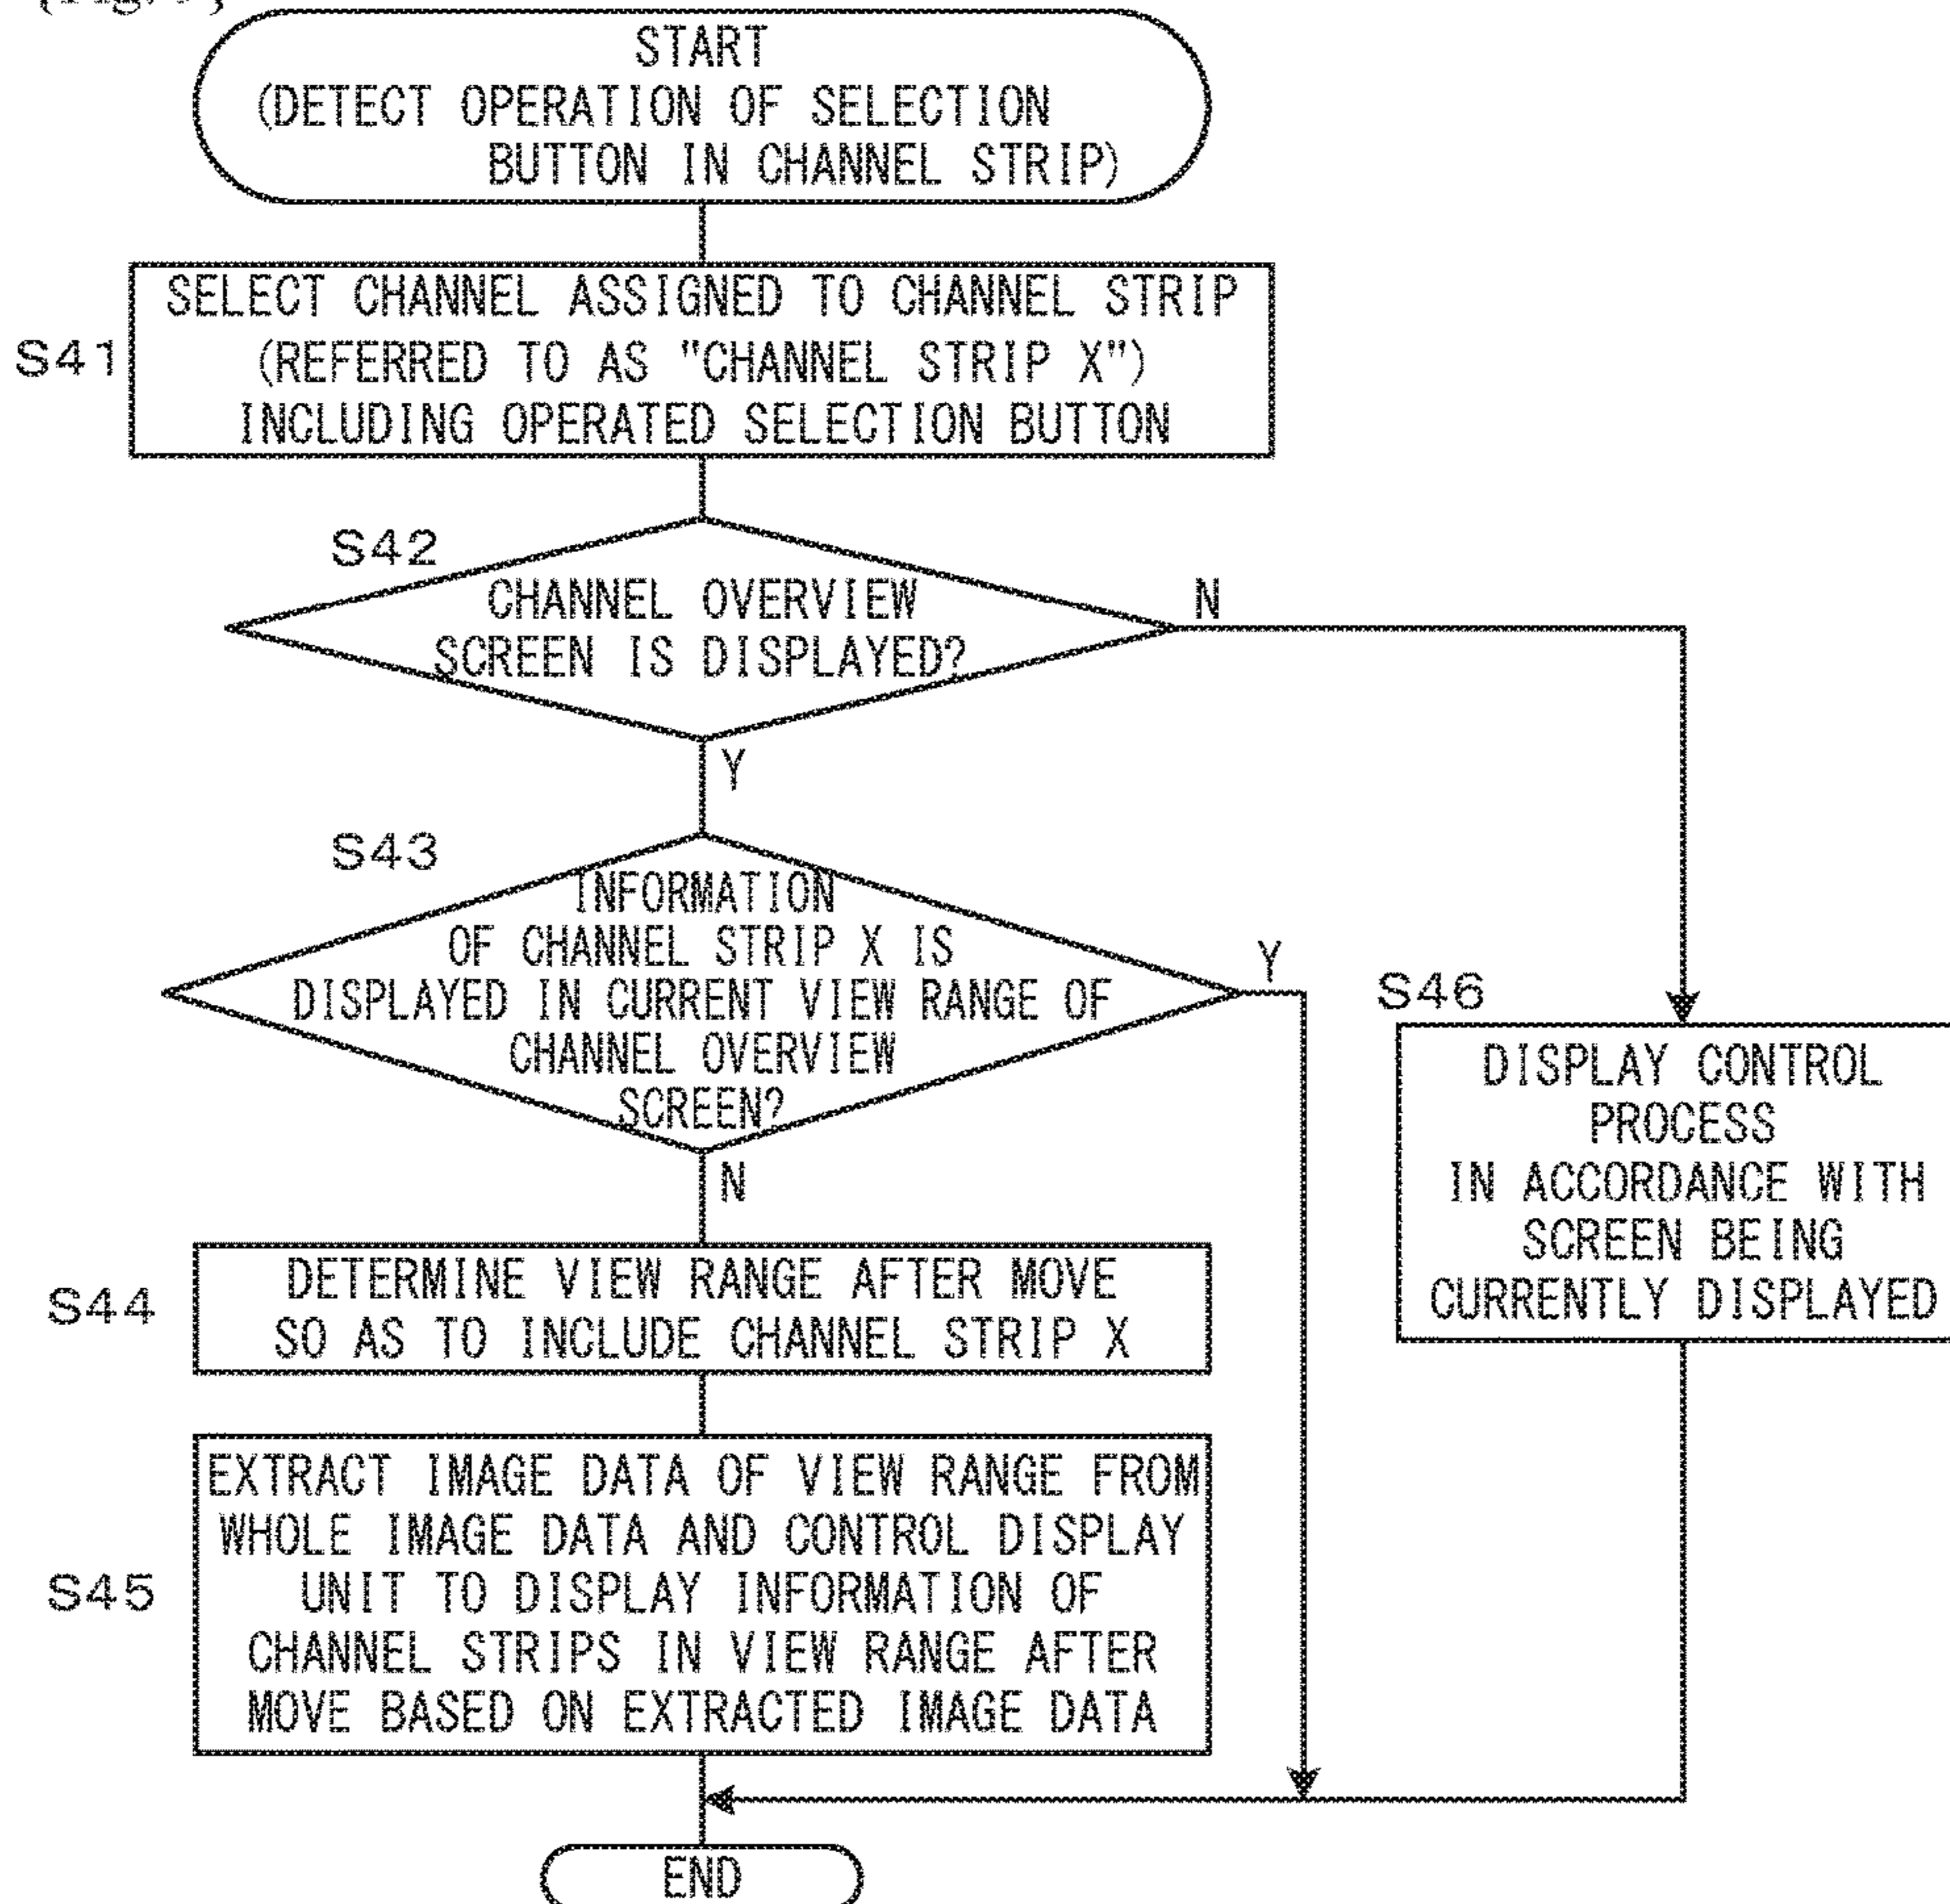 START
(DETECT OPERATION OF SELECTION
BUTTON IN CHANNEL STRIP)
S41
SELECT CHANNEL ASSIGNED TO CHANNEL STRIP
(REFERRED TO AS "CHANNEL STRIP X")
INCLUDING OPERATED SELECTION BUTTON
S42
CHANNEL OVERVIEW
SCREEN IS DISPLAYED?
N
Y
S43
INFORMATION
OF CHANNEL STRIP X IS
DISPLAYED IN CURRENT VIEW RANGE OF
CHANNEL OVERVIEW
SCREEN?
Y
N
S46
DISPLAY CONTROL
PROCESS
IN ACCORDANCE WITH
SCREEN BEING
CURRENTLY DISPLAYED
S44
DETERMINE VIEW RANGE AFTER MOVE
SO AS TO INCLUDE CHANNEL STRIP X
S45
EXTRACT IMAGE DATA OF VIEW RANGE FROM
WHOLE IMAGE DATA AND CONTROL DISPLAY
UNIT TO DISPLAY INFORMATION OF
CHANNEL STRIPS IN VIEW RANGE AFTER
MOVE BASED ON EXTRACTED IMAGE DATA
END